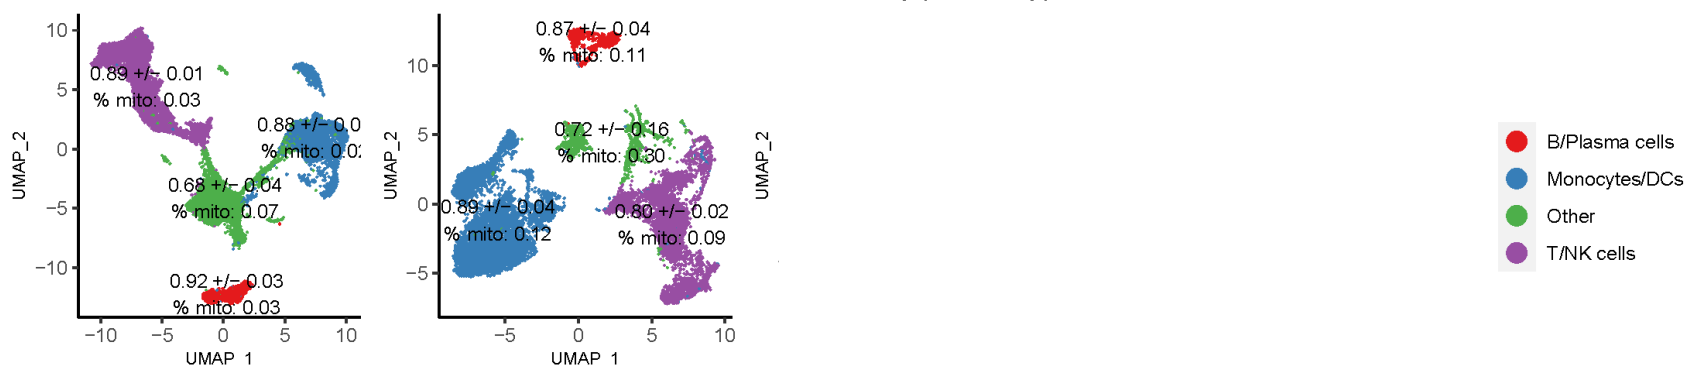 10
5
0
−5
−10
UMAP_2
0.89 +/− 0.01
% mito: 0.03
0.88 +/− 0.0
% mito: 0.02
0.68 +/− 0.04
% mito: 0.07
0.92 +/− 0.03
% mito: 0.03
−10
−5
0
5
10
UMAP_1
10
5
0
−5
UMAP_2
0.87 +/− 0.04
% mito: 0.11
0.72 +/− 0.16
% mito: 0.30
0.89 +/− 0.04
% mito: 0.12
0.80 +/− 0.02
% mito: 0.09
−5
0
5
10
UMAP_1
UMAP_2
B/Plasma cells
Monocytes/DCs
Other
T/NK cells